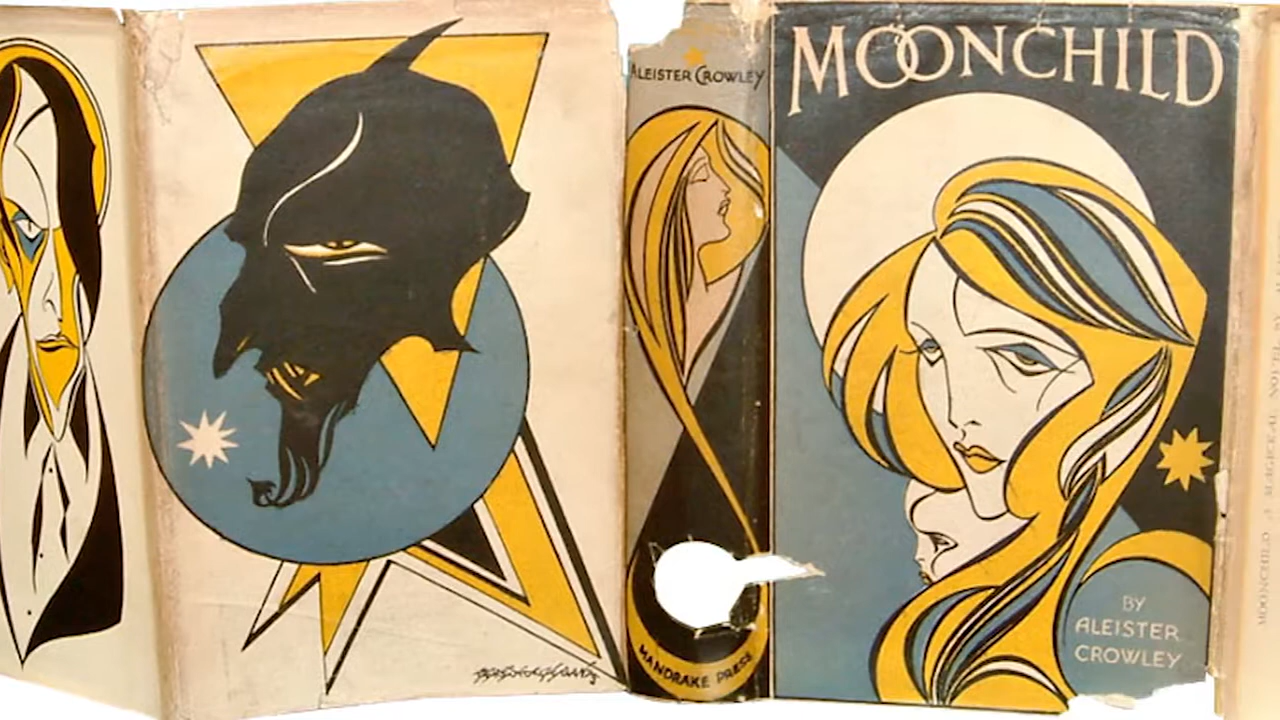 ALEISTER CROWLEY
MANDRAKE PRESS
MOONCHILD
BY
ALEISTER
CROWLEY